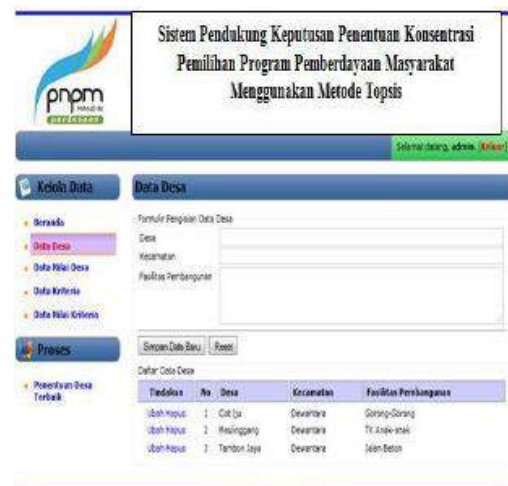 Sistem Pendukung Keputusan Penentuan Konsentrasi
Pemilihan Program Pemberdayaan Masyarakat
Menggunakan Metode Topsis
pnpm
MANDIRI
perdesaan
Selamat datang, admin. [Keluar]
Kelola Data
Beranda
Data Desa
Data Nilai Desa
Data Kriteria
Data Nilai Kriteria
Proses
Penentuan Desa
Terbaik
Data Desa
Formulir Pengisian Data Desa
Desa
Kecamatan
Fasilitas Pembangunan
Simpan Data Baru Reset
Daftar Data Desa
Tindakan No Desa Kecamatan Fasilitas Pembangunan
Ubah Hapus 1 Cot Dewantara Gorong-Gorong
Ubah Hapus 2 Dewantara TK Anak-anak
Ubah Hapus 3 Tambon Dewantara Jalan Beton